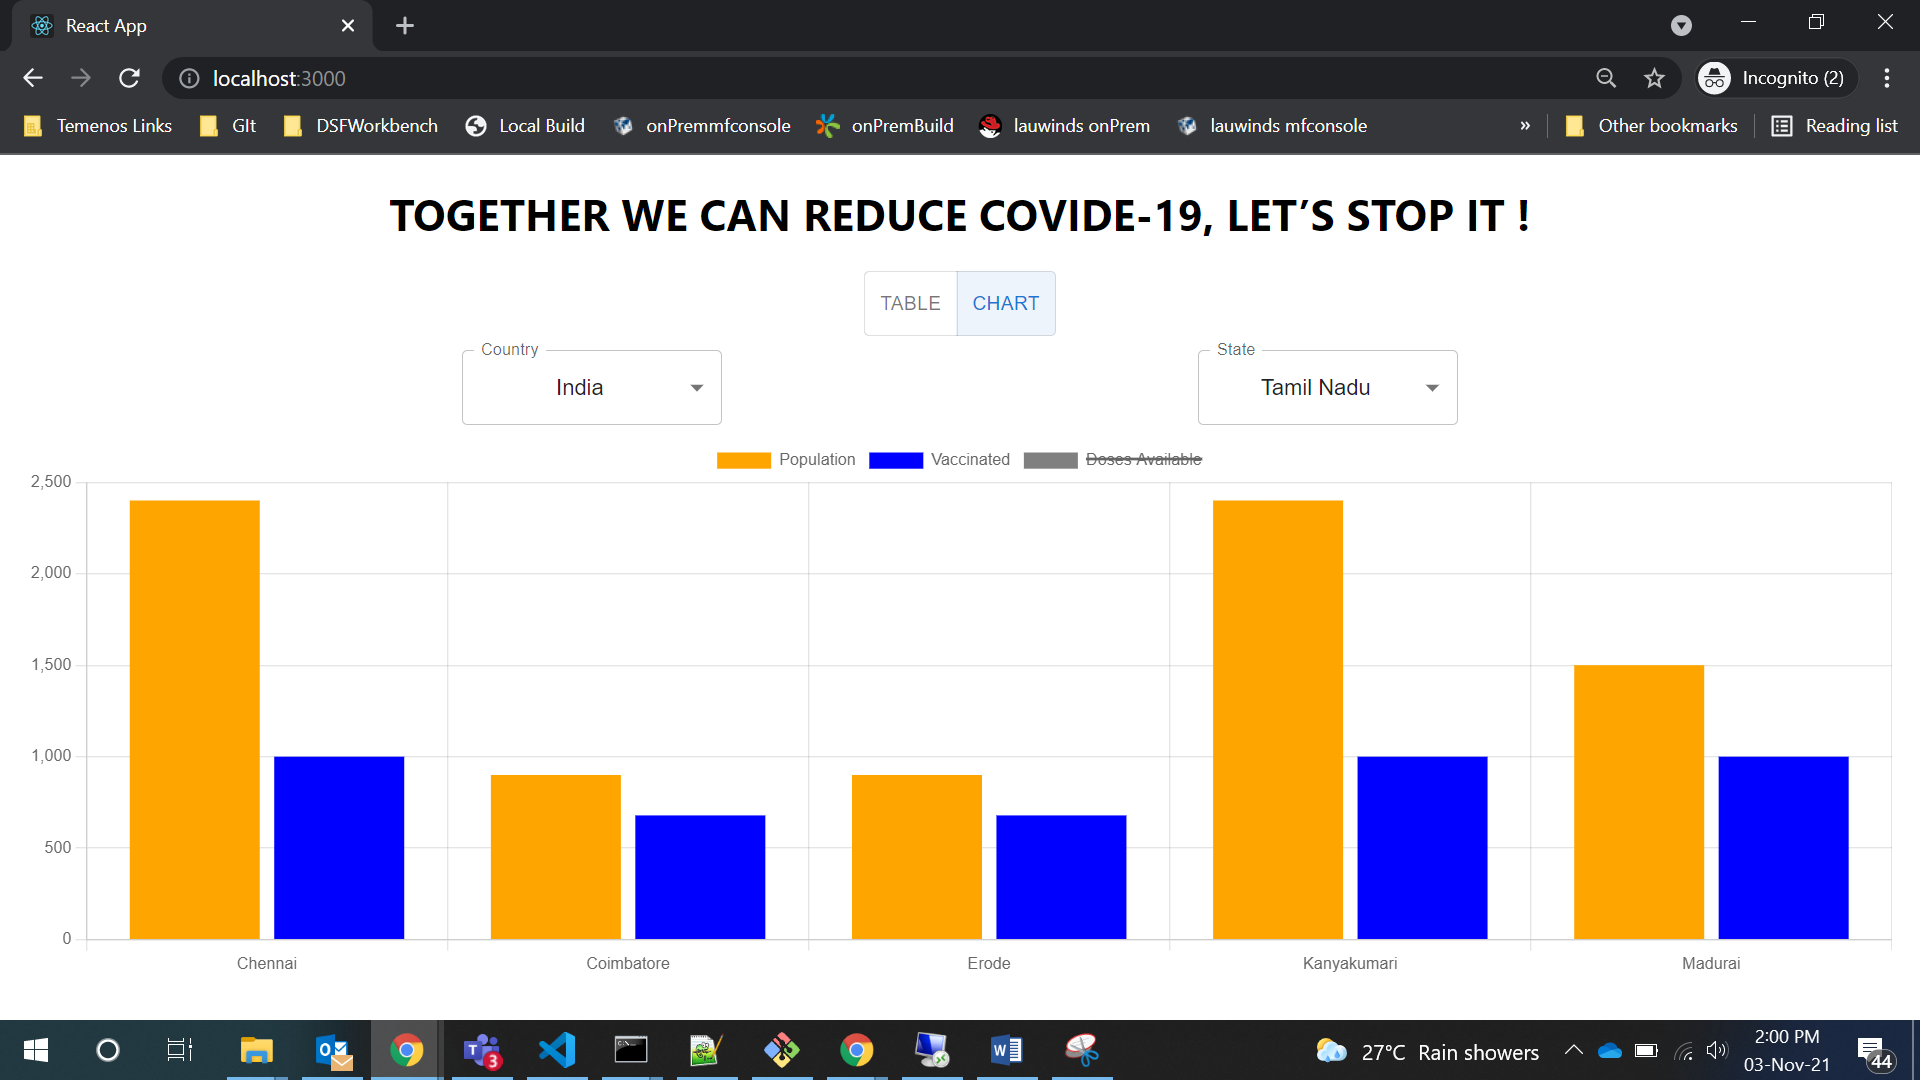 React App
localhost:3000
Incognito (2)
Temenos Links GIt DSFWorkbench Local Build onPremmfconsole onPremBuild lauwinds onPrem lauwinds mfconsole » Other bookmarks Reading list
TOGETHER WE CAN REDUCE COVIDE-19, LET’S STOP IT !
TABLE CHART
Country State
India Tamil Nadu
Population Vaccinated Doses Available
2,500
2,000
1,500
1,000
500
0
Chennai Coimbatore Erode Kanyakumari Madurai
27°C Rain showers
2:00 PM
03-Nov-21
3
44